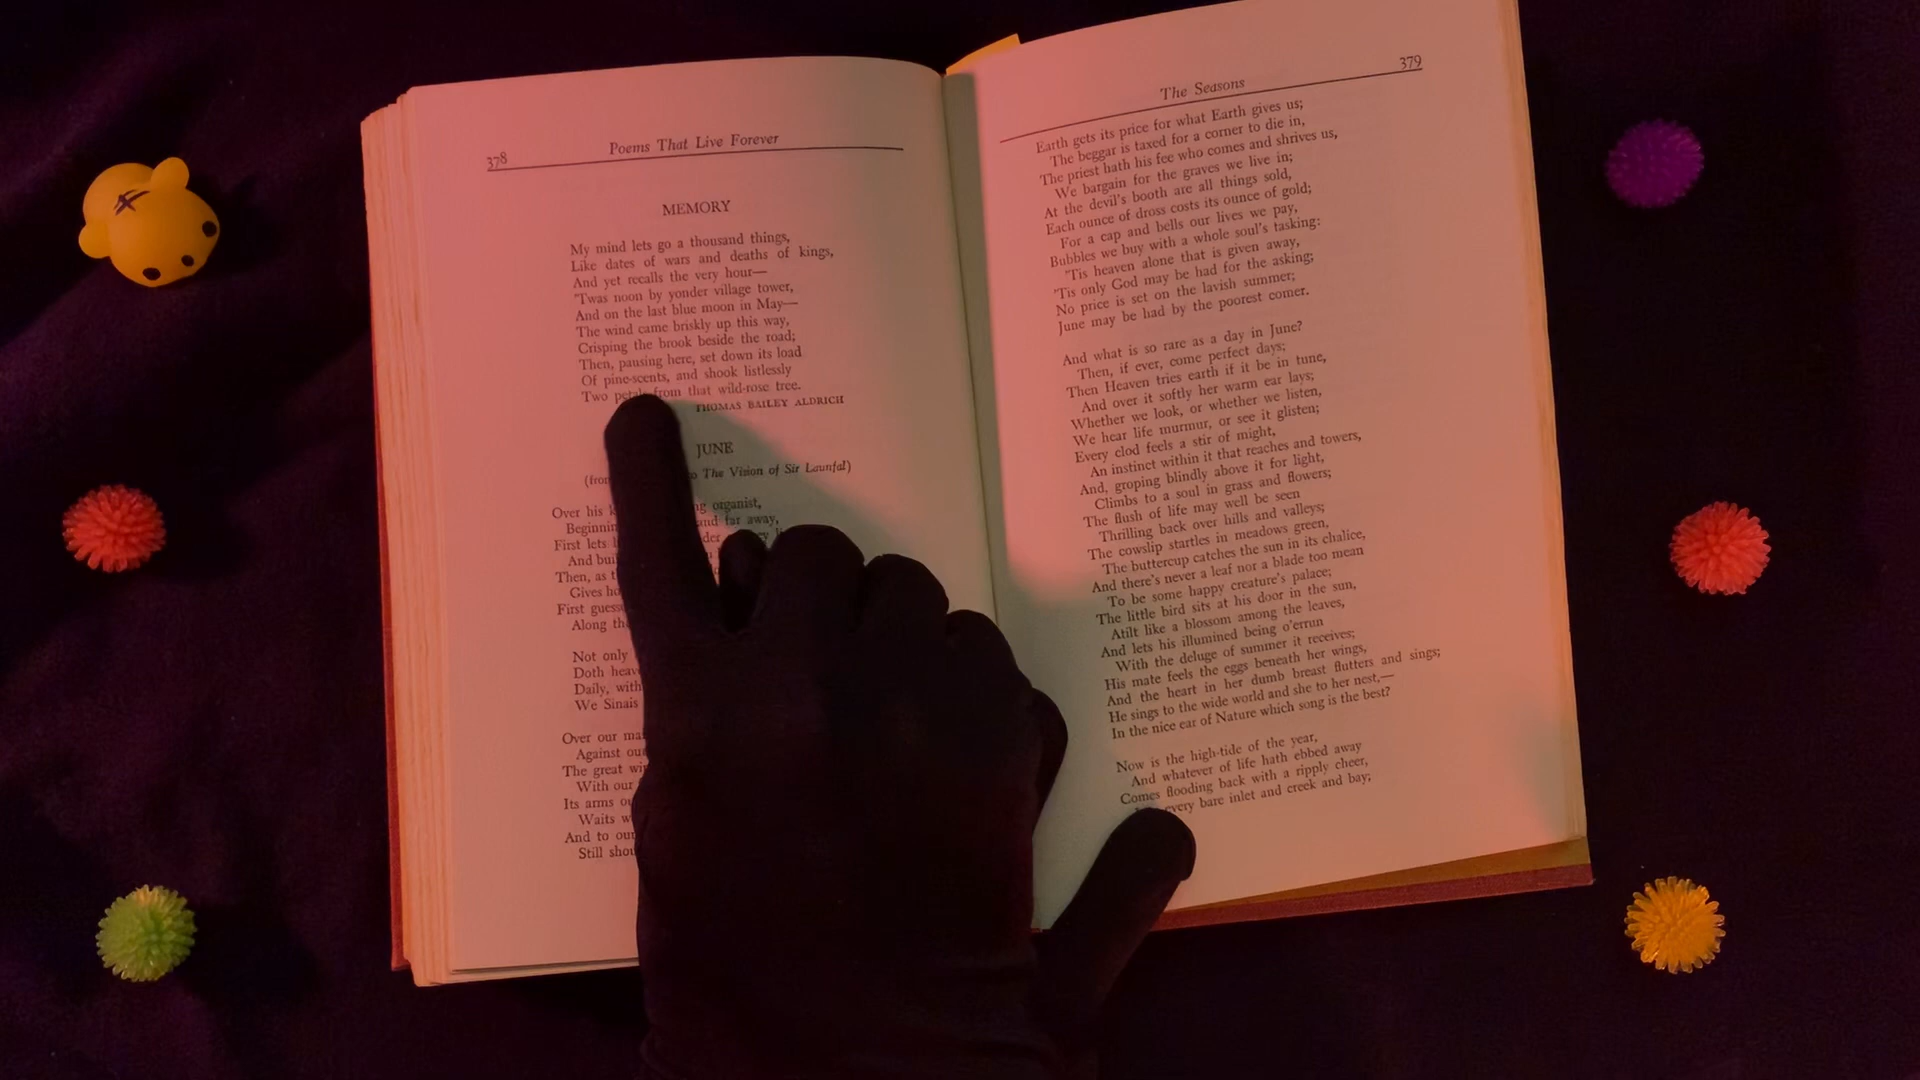 378
Poems That Live Forever
MEMORY
My mind lets go a thousand things,
Like dates of wars and deaths of kings,
And yet recalls the very hour—
'Twas noon by yonder village tower,
And on the last blue moon in May—
The wind came briskly up this way,
Crisping the brook beside the road;
Then, pausing here, set down its load
Of pine-scents, and shook listlessly
Two petals from that wild-rose tree.
THOMAS BAILEY ALDRICH
JUNE
The Vision of Sir Launfal)
Over his organist,
and far away,
First lets
And
Then, as
Gives
First
Along
Not only
Doth
Daily, with
We Sinais
Over our
Against our
The great
With our
Its arms
Waits
And to our
Still
The Seasons
379
Earth gets its price for what Earth gives us;
The beggar is taxed for a corner to die in,
The priest hath his fee who comes and shrives us,
We bargain for the graves we live in;
At the devil's booth are all things sold,
Each ounce of dross costs its ounce of gold;
For a cap and bells our lives we pay,
Bubbles we buy with a whole soul's tasking:
'Tis heaven alone that is given away,
'Tis only God may be had for the asking;
No price is set on the lavish summer;
June may be had by the poorest comer.
And what is so rare as a day in June?
Then, if ever, come perfect days;
Then Heaven tries earth if it be in tune,
And over it softly her warm ear lays;
Whether we look, or whether we listen,
We hear life murmur, or see it glisten;
Every clod feels a stir of might,
An instinct within it that reaches and towers,
And, groping blindly above it for light,
Climbs to a soul in grass and flowers;
The flush of life may well be seen
Thrilling back over hills and valleys;
The cowslip startles in meadows green,
The buttercup catches the sun in its chalice,
And there's never a leaf nor a blade too mean
To be some happy creature's palace;
The little bird sits at his door in the sun,
Atilt like a blossom among the leaves,
And lets his illumined being o'errun
With the deluge of summer it receives;
His mate feels the eggs beneath her wings,
And the heart in her dumb breast flutters and sings;
He sings to the wide world and she to her nest,—
In the nice ear of Nature which song is the best?
Now is the high-tide of the year,
And whatever of life hath ebbed away
Comes flooding back with a ripply cheer,
every bare inlet and creek and bay;